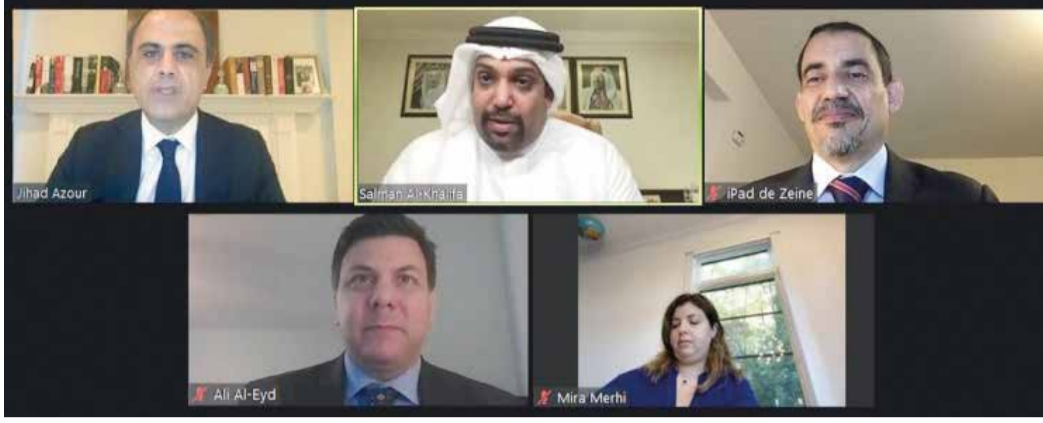 Jihad Azour
Salman Al-Khalifa
iPad de Zeine
Ali Al-Eyd
Mira Merhi